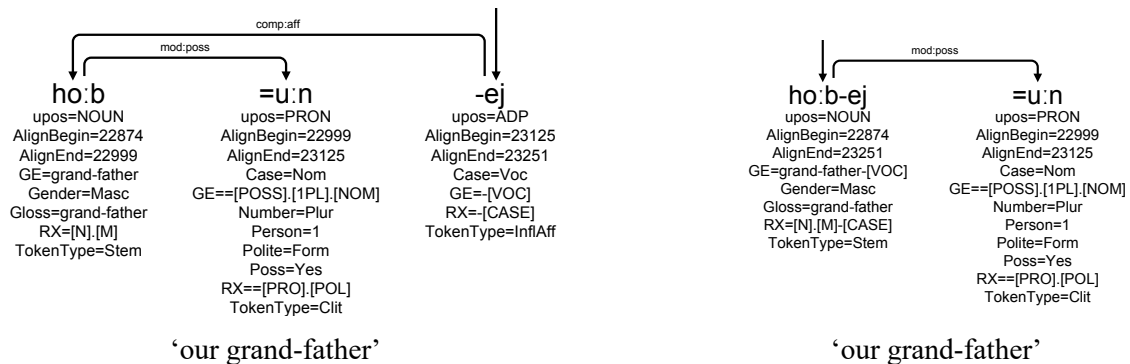 comp:aff
mod:poss
mod:poss
ho:b =u:n -ej
upos=NOUN upos=PRON upos=ADP
AlignBegin=22874 AlignBegin=22999 AlignBegin=23125
AlignEnd=22999 AlignEnd=23125 AlignEnd=23251
GE=grand-father Case=Nom Case=Voc
Gender=Masc GE==[POSS].[1PL].[NOM] GE=-[VOC]
Gloss=grand-father Number=Plur RX=-[CASE]
RX=[N].[M] Person=1 TokenType=InflAff
TokenType=Stem Polite=Form
Poss=Yes
RX==[PRO].[POL]
TokenType=Clit
‘our grand-father’
ho:b-ej =u:n
upos=NOUN upos=PRON
AlignBegin=22874 AlignBegin=22999
AlignEnd=23251 AlignEnd=23125
GE=grand-father-[VOC] Case=Nom
Gender=Masc GE==[POSS].[1PL].[NOM]
Gloss=grand-father Number=Plur
RX=[N].[M]-[CASE] Person=1
TokenType=Stem Polite=Form
Poss=Yes
RX==[PRO].[POL]
TokenType=Clit
‘our grand-father’